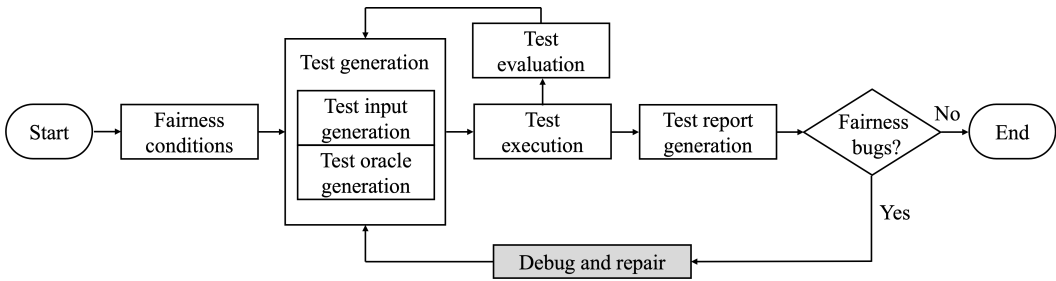 Start
Fairness
conditions
Test generation
Test input
generation
Test oracle
generation
Test
evaluation
Test
execution
Test report
generation
Fairness
bugs?
No
End
Yes
Debug and repair